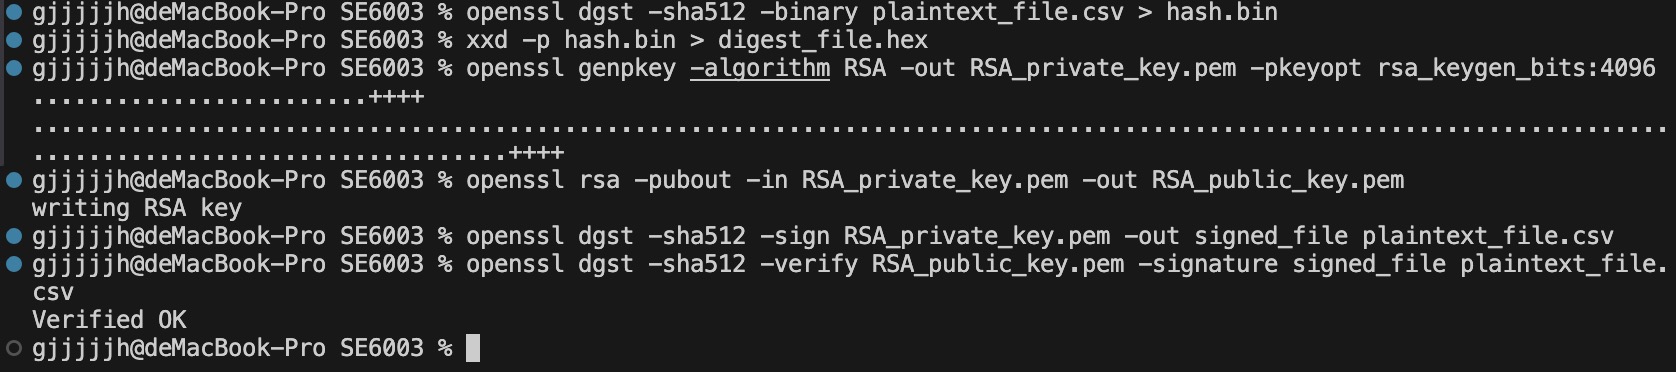 gjjjjjh@deMacBook-Pro SE6003 % openssl dgst -sha512 -binary plaintext_file.csv > hash.bin
gjjjjjh@deMacBook-Pro SE6003 % xxd -p hash.bin > digest_file.hex
gjjjjjh@deMacBook-Pro SE6003 % openssl genpkey -algorithm RSA -out RSA_private_key.pem -pkeyopt rsa_keygen_bits:4096
........................++++
.....................................................................................................................
..................................++++
gjjjjjh@deMacBook-Pro SE6003 % openssl rsa -pubout -in RSA_private_key.pem -out RSA_public_key.pem
writing RSA key
gjjjjjh@deMacBook-Pro SE6003 % openssl dgst -sha512 -sign RSA_private_key.pem -out signed_file plaintext_file.csv
gjjjjjh@deMacBook-Pro SE6003 % openssl dgst -sha512 -verify RSA_public_key.pem -signature signed_file plaintext_file.
csv
Verified OK
gjjjjjh@deMacBook-Pro SE6003 %